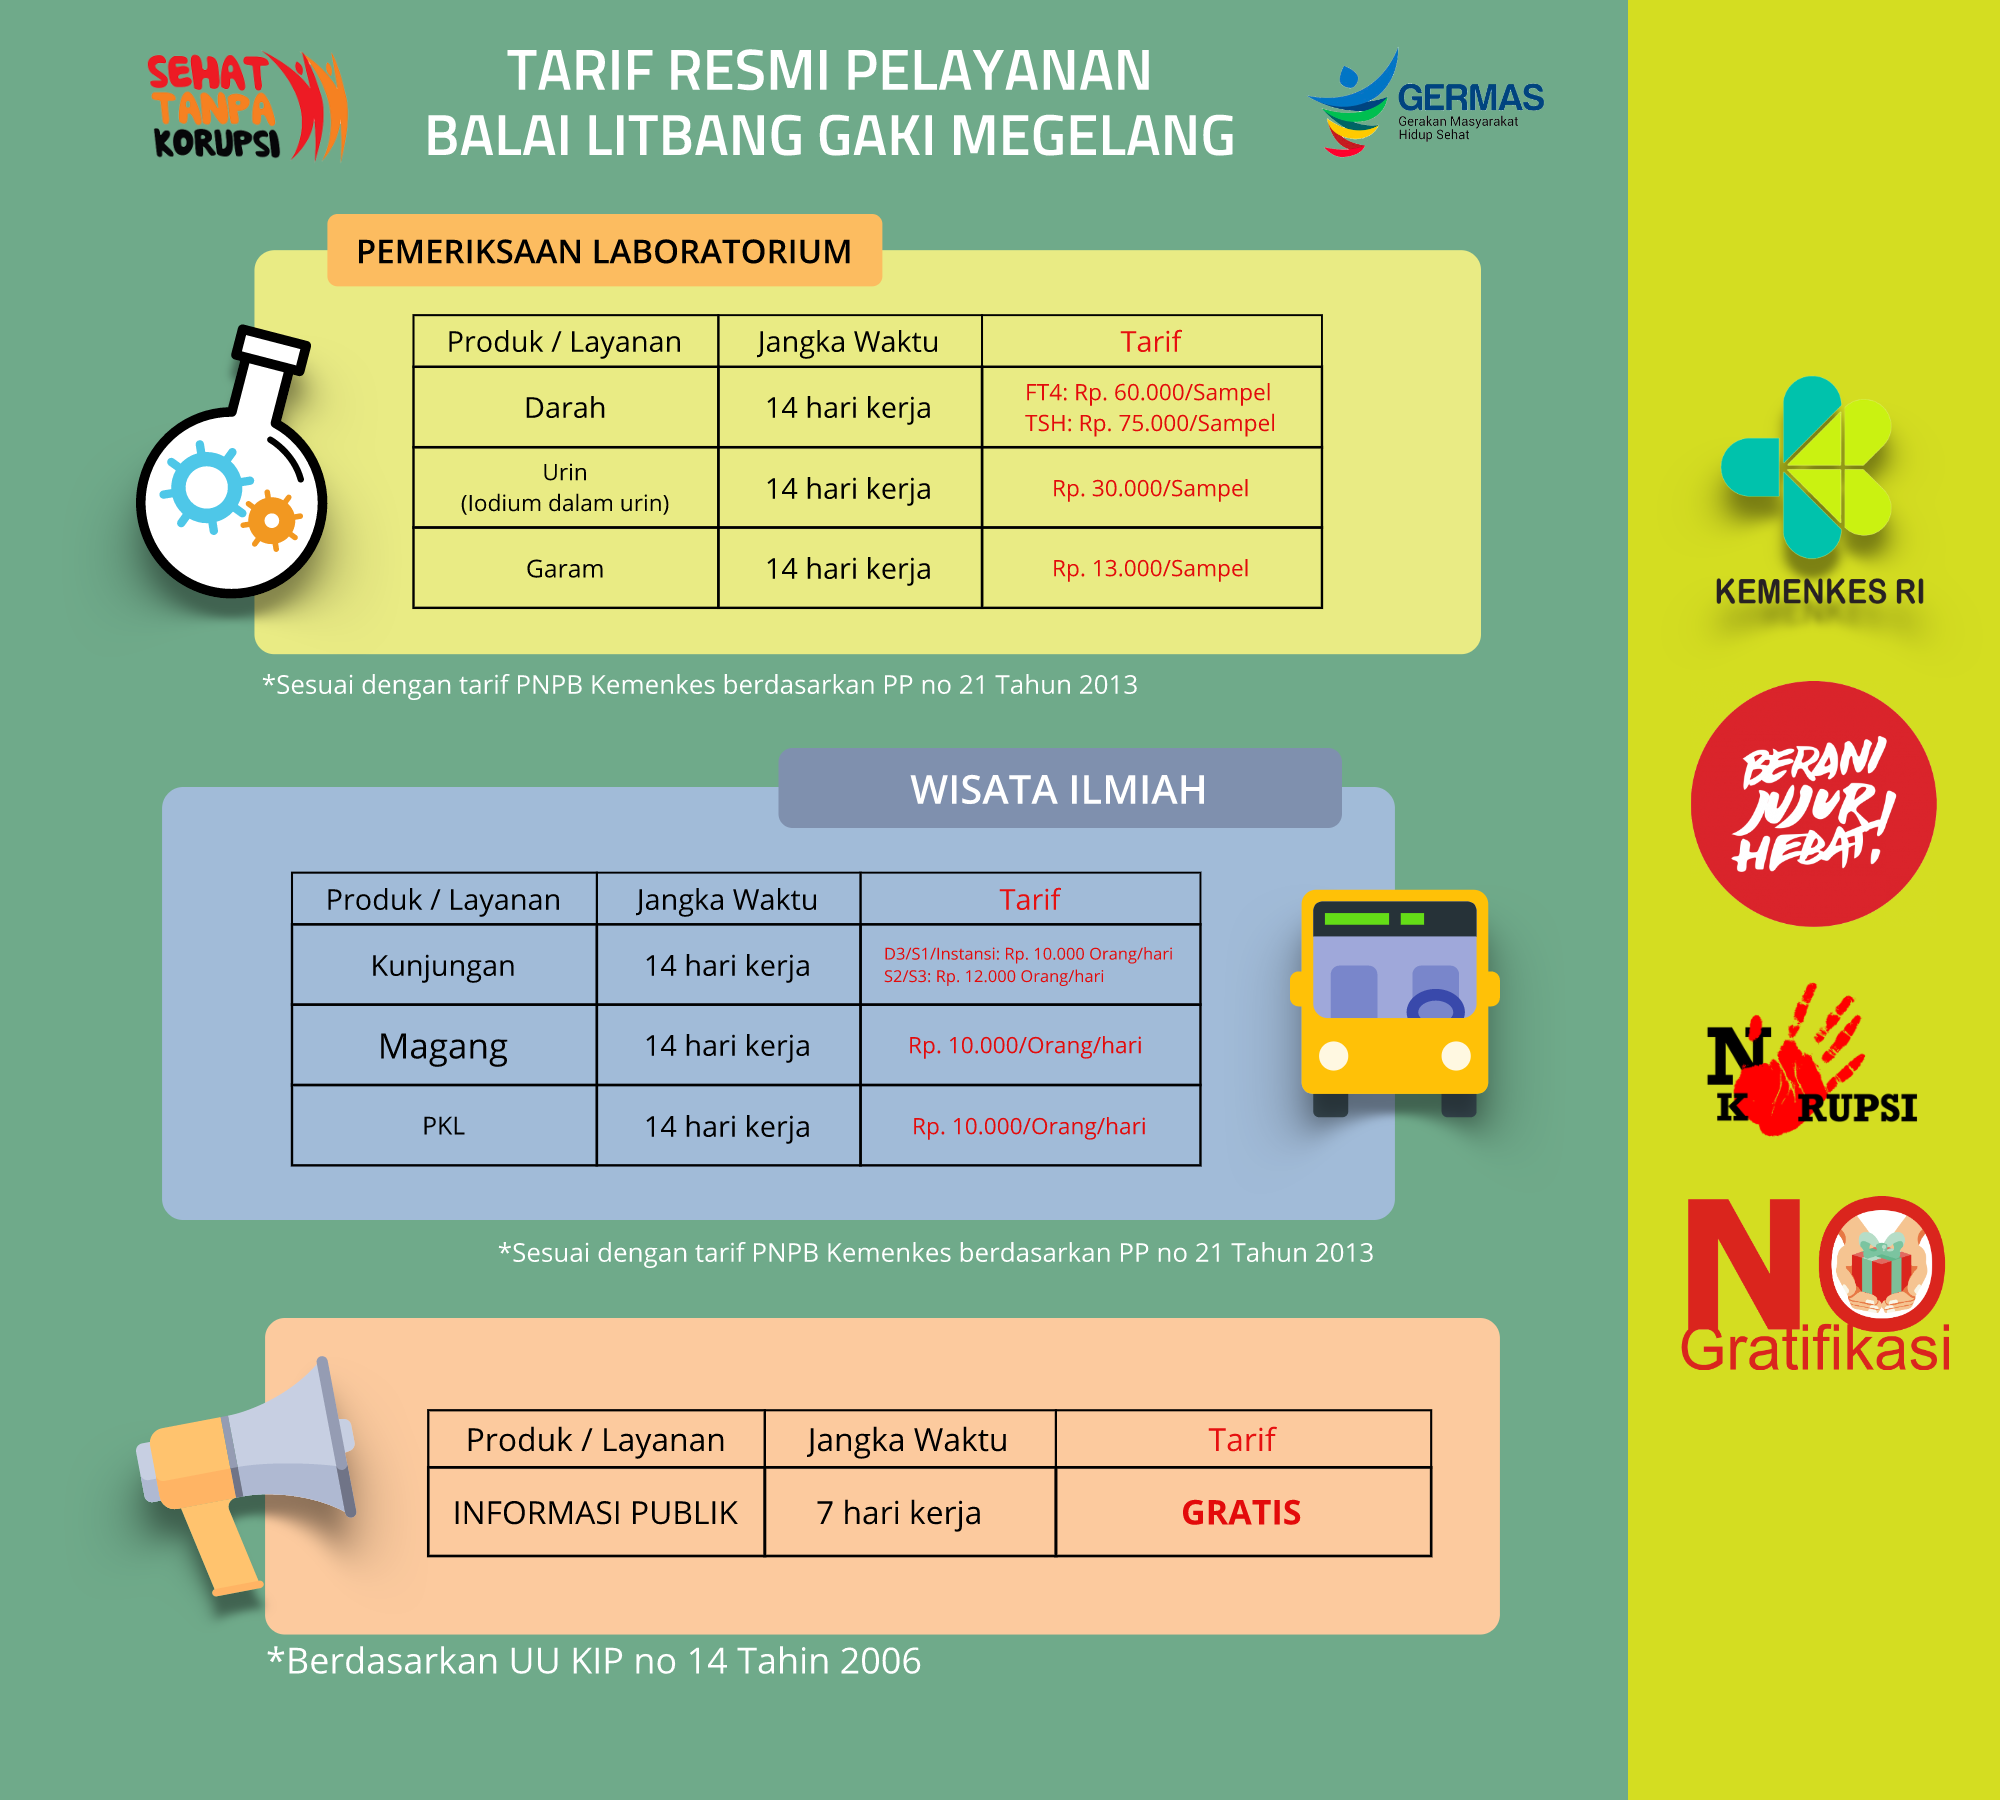 SEHAT
TANPA
KORUPSI
TARIF RESMI PELAYANAN
BALAI LITBANG GAKI MEGELANG
GERMAS
Gerakan Masyarakat
Hidup Sehat
PEMERIKSAAN LABORATORIUM
Produk / Layanan Jangka Waktu Tarif
Darah 14 hari kerja FT4: Rp. 60.000/Sampel
TSH: Rp. 75.000/Sampel
Urin
(Iodium dalam urin) 14 hari kerja Rp. 30.000/Sampel
Garam 14 hari kerja Rp. 13.000/Sampel
*Sesuai dengan tarif PNPB Kemenkes berdasarkan PP no 21 Tahun 2013
WISATA ILMIAH
Produk / Layanan Jangka Waktu Tarif
Kunjungan 14 hari kerja D3/S1/Instansi: Rp. 10.000 Orang/hari
S2/S3: Rp. 12.000 Orang/hari
Magang 14 hari kerja Rp. 10.000/Orang/hari
PKL 14 hari kerja Rp. 10.000/Orang/hari
*Sesuai dengan tarif PNPB Kemenkes berdasarkan PP no 21 Tahun 2013
Produk / Layanan Jangka Waktu Tarif
INFORMASI PUBLIK 7 hari kerja GRATIS
*Berdasarkan UU KIP no 14 Tahin 2006
KEMENKES RI
BERANI
JUJUR
HEBAT!
NO
KORUPSI
NO
Gratifikasi